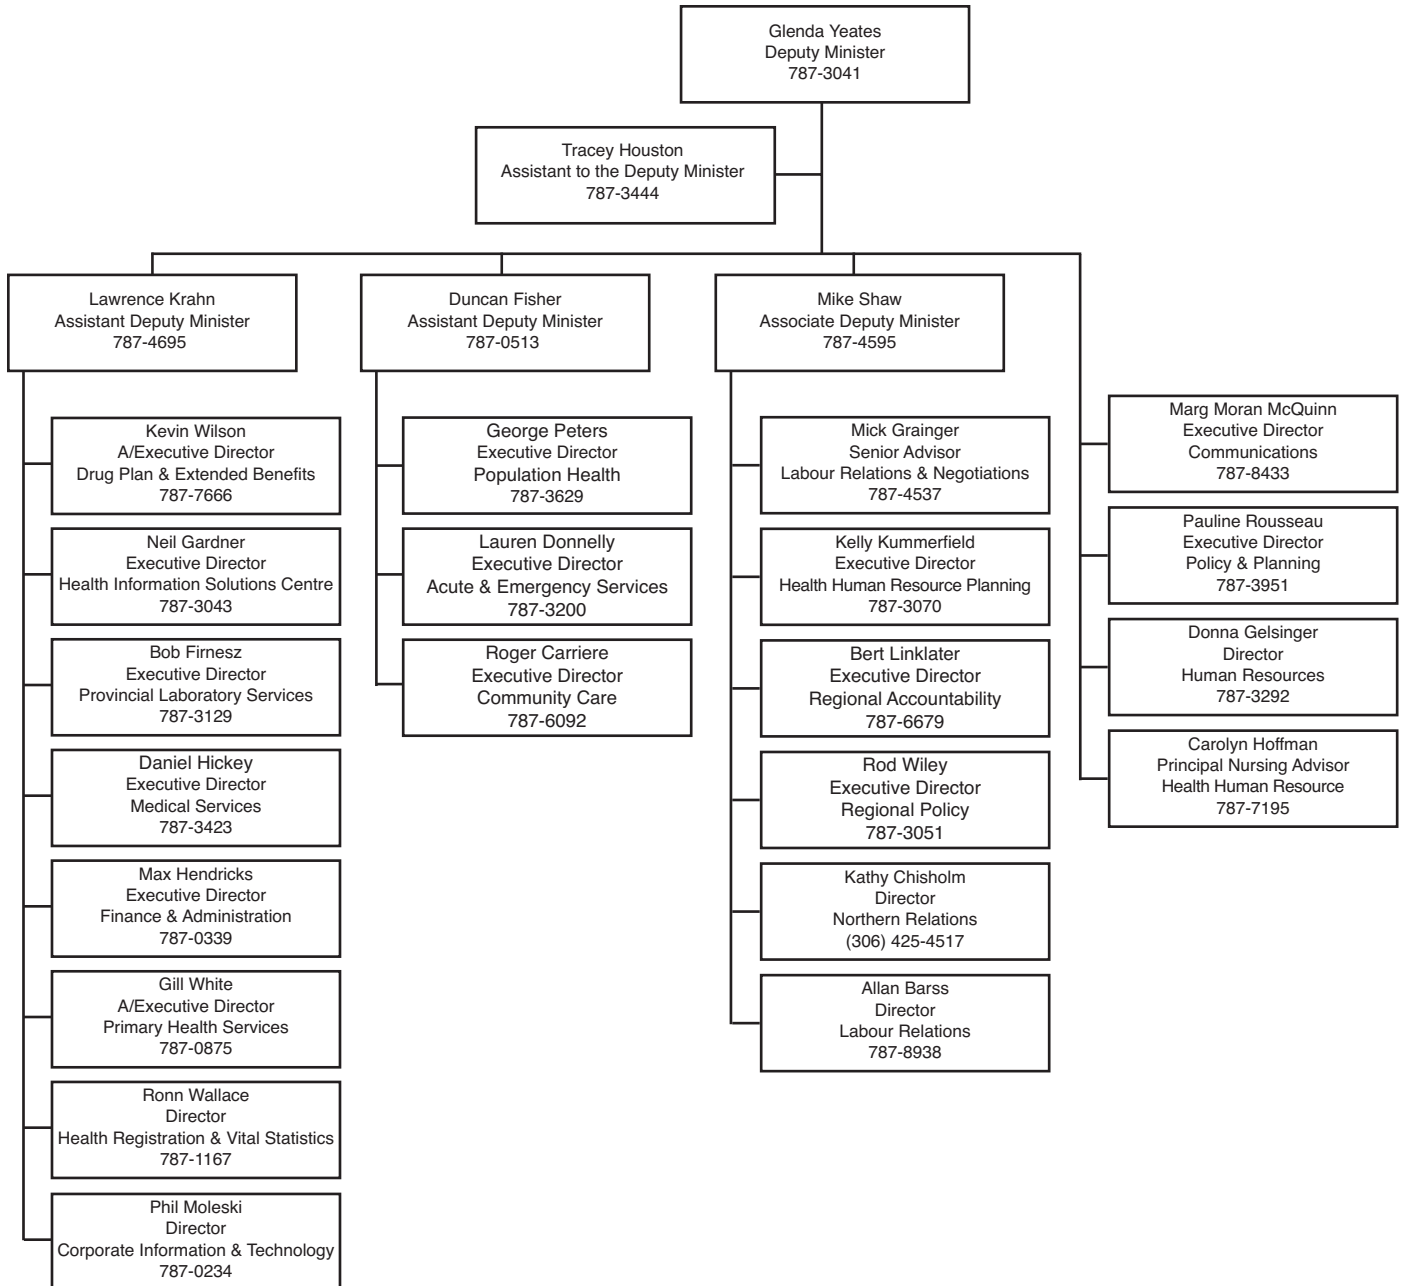 Glenda Yeates
Deputy Minister
787-3041
Tracey Houston
Assistant to the Deputy Minister
787-3444
Lawrence Krahn
Assistant Deputy Minister
787-4695
Duncan Fisher
Assistant Deputy Minister
787-0513
Mike Shaw
Associate Deputy Minister
787-4595
Kevin Wilson
A/Executive Director
Drug Plan & Extended Benefits
787-7666
Neil Gardner
Executive Director
Health Information Solutions Centre
787-3043
Bob Firnesz
Executive Director
Provincial Laboratory Services
787-3129
Daniel Hickey
Executive Director
Medical Services
787-3423
Max Hendricks
Executive Director
Finance & Administration
787-0339
Gill White
A/Executive Director
Primary Health Services
787-0875
Ronn Wallace
Director
Health Registration & Vital Statistics
787-1167
Phil Moleski
Director
Corporate Information & Technology
787-0234
George Peters
Executive Director
Population Health
787-3629
Lauren Donnelly
Executive Director
Acute & Emergency Services
787-3200
Roger Carriere
Executive Director
Community Care
787-6092
Mick Grainger
Senior Advisor
Labour Relations & Negotiations
787-4537
Kelly Kummerfield
Executive Director
Health Human Resource Planning
787-3070
Bert Linklater
Executive Director
Regional Accountability
787-6679
Rod Wiley
Executive Director
Regional Policy
787-3051
Kathy Chisholm
Director
Northern Relations
(306) 425-4517
Allan Barss
Director
Labour Relations
787-8938
Marg Moran McQuinn
Executive Director
Communications
787-8433
Pauline Rousseau
Executive Director
Policy & Planning
787-3951
Donna Gelsinger
Director
Human Resources
787-3292
Carolyn Hoffman
Principal Nursing Advisor
Health Human Resource
787-7195